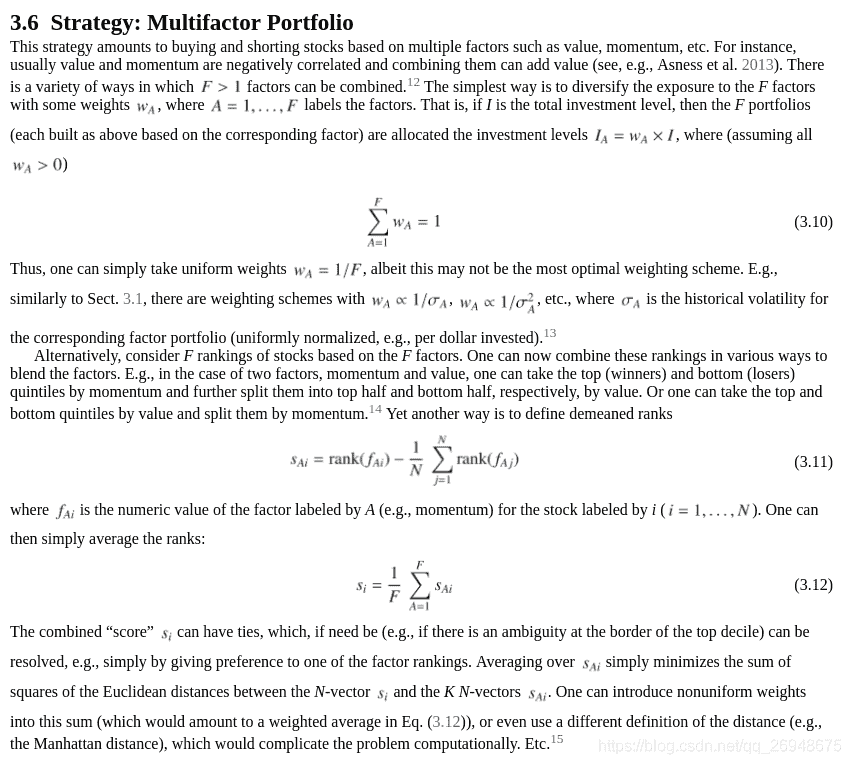 3.6 Strategy: Multifactor Portfolio
This strategy amounts to buying and shorting stocks based on multiple factors such as value, momentum, etc. For instance,
usually value and momentum are negatively correlated and combining them can add value (see, e.g., Asness et al. 2013). There
is a variety of ways in which F > 1 factors can be combined.¹² The simplest way is to diversify the exposure to the F factors
with some weights w_A, where A = 1, . . . , F labels the factors. That is, if I is the total investment level, then the F portfolios
(each built as above based on the corresponding factor) are allocated the investment levels I_A = w_A × I, where (assuming all
w_A > 0)
∑_{A=1}^{F} w_A = 1 (3.10)
Thus, one can simply take uniform weights w_A = 1/F, albeit this may not be the most optimal weighting scheme. E.g.,
similarly to Sect. 3.1, there are weighting schemes with w_A ∝ 1/σ_A, w_A ∝ 1/σ_A^2, etc., where σ_A is the historical volatility for
the corresponding factor portfolio (uniformly normalized, e.g., per dollar invested).¹³
Alternatively, consider F rankings of stocks based on the F factors. One can now combine these rankings in various ways to
blend the factors. E.g., in the case of two factors, momentum and value, one can take the top (winners) and bottom (losers)
quintiles by momentum and further split them into top half and bottom half, respectively, by value. Or one can take the top and
bottom quintiles by value and split them by momentum.¹⁴ Yet another way is to define demeaned ranks
s_{Ai} = rank(f_{Ai}) − \frac{1}{N} ∑_{j=1}^{N} rank(f_{Aj}) (3.11)
where f_{Ai} is the numeric value of the factor labeled by A (e.g., momentum) for the stock labeled by i (i = 1, . . . , N). One can
then simply average the ranks:
s_i = \frac{1}{F} ∑_{A=1}^{F} s_{Ai} (3.12)
The combined “score” s_i can have ties, which, if need be (e.g., if there is an ambiguity at the border of the top decile) can be
resolved, e.g., simply by giving preference to one of the factor rankings. Averaging over s_{Ai} simply minimizes the sum of
squares of the Euclidean distances between the N-vector s_i and the K N-vectors s_{Ai}. One can introduce nonuniform weights
into this sum (which would amount to a weighted average in Eq. (3.12)), or even use a different definition of the distance (e.g.,
the Manhattan distance), which would complicate the problem computationally. Etc.¹⁵
https://blog.csdn.net/qq_26948675